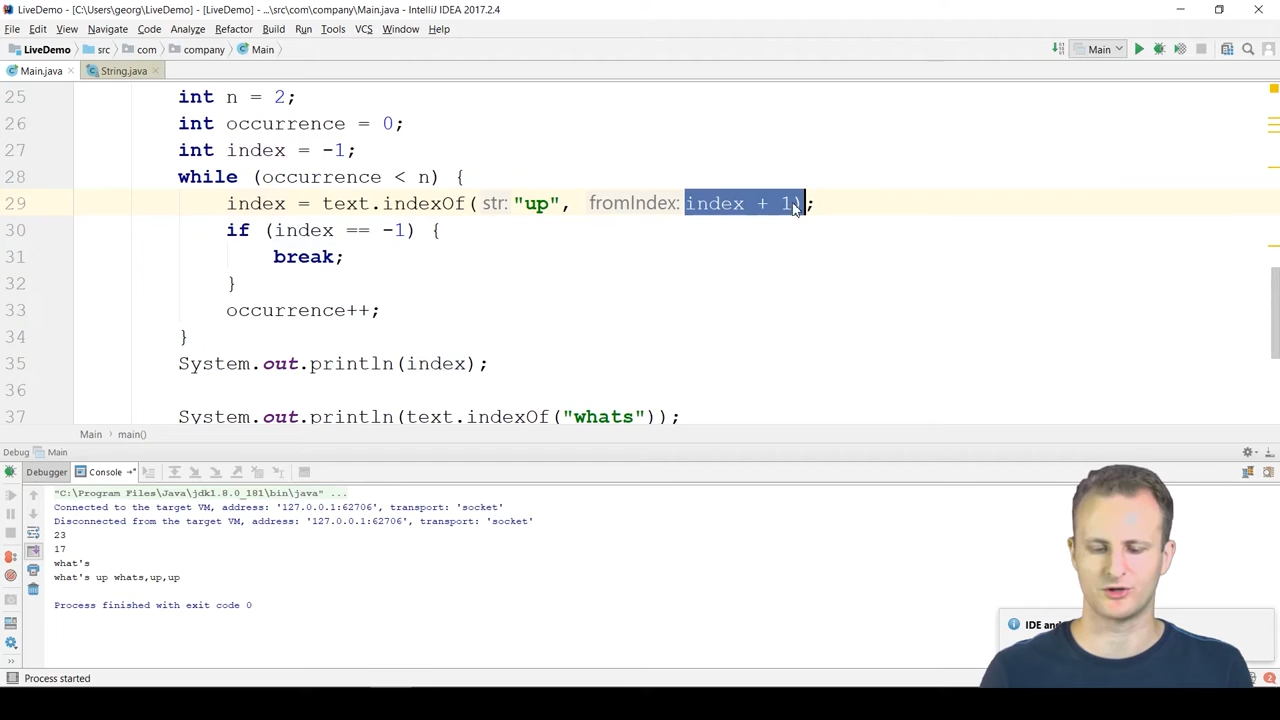 LiveDemo - [C:\Users\georg\LiveDemo] - [LiveDemo] - ...\src\com\company\Main.java - IntelliJ IDEA 2017.2.4
File Edit View Navigate Code Analyze Refactor Build Run Tools VCS Window Help
LiveDemo src com company Main Main
Main.java String.java
25 int n = 2;
26 int occurrence = 0;
27 int index = -1;
28 while (occurrence < n) {
29 index = text.indexOf( str: "up", fromIndex: index + 1);
30 if (index == -1) {
31 break;
32 }
33 occurrence++;
34 }
35 System.out.println(index);
36
37 System.out.println(text.indexOf("whats"));
Main main()
Debug Main
Debugger Console
"C:\Program Files\Java\jdk1.8.0_181\bin\java" ...
Connected to the target VM, address: '127.0.0.1:62706', transport: 'socket'
Disconnected from the target VM, address: '127.0.0.1:62706', transport: 'socket'
23
17
what's
what's up whats,up,up
Process finished with exit code 0
IDE and
Process started 2